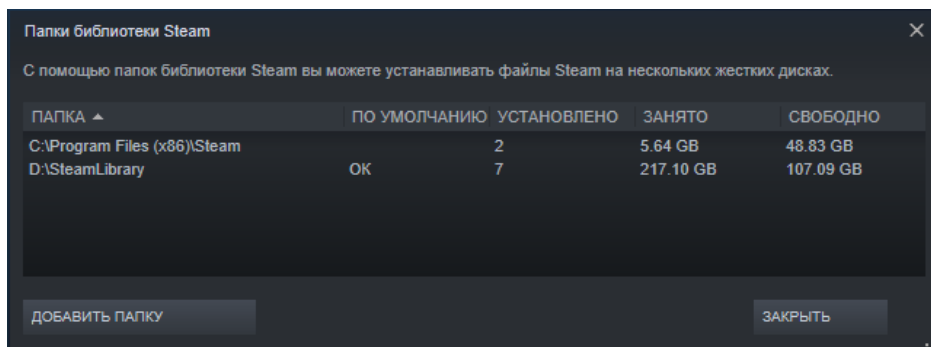 Папки библиотеки Steam
С помощью папок библиотеки Steam вы можете устанавливать файлы Steam на нескольких жестких дисках.
ПАПКА ПО УМОЛЧАНИЮ УСТАНОВЛЕНО ЗАНЯТО СВОБОДНО
C:\Program Files (x86)\Steam 2 5.64 GB 48.83 GB
D:\SteamLibrary ОК 7 217.10 GB 107.09 GB
ДОБАВИТЬ ПАПКУ ЗАКРЫТЬ